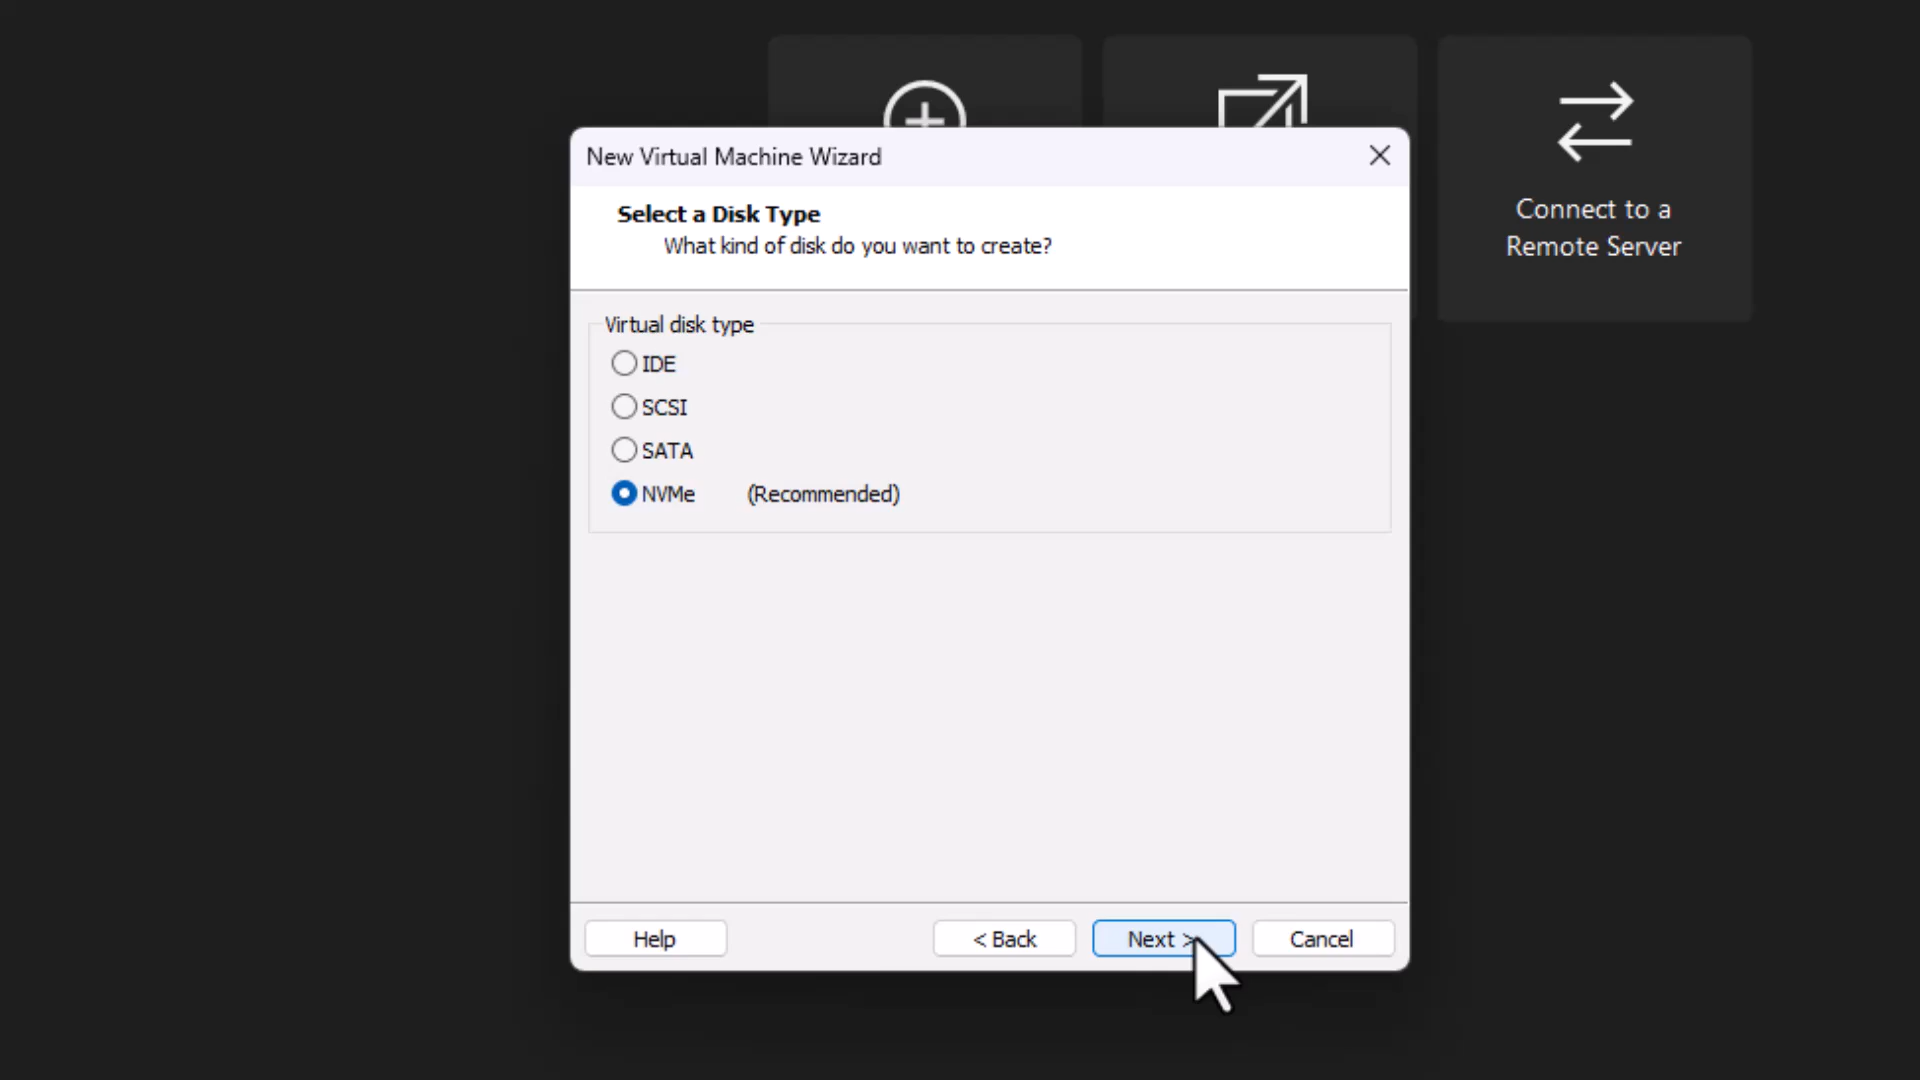 Connect to a
Remote Server
New Virtual Machine Wizard
Select a Disk Type
What kind of disk do you want to create?
Virtual disk type
IDE
SCSI
SATA
NVMe (Recommended)
Help
< Back
Next >
Cancel